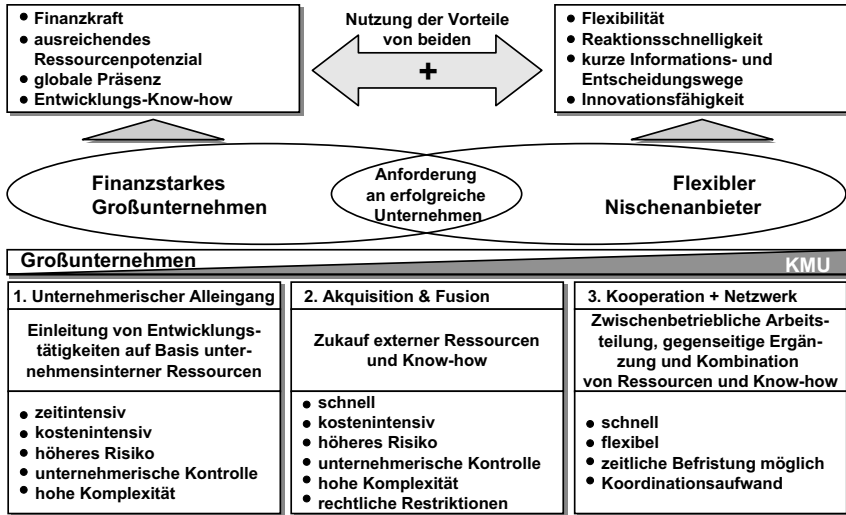 • Finanzkraft
• ausreichendes
Ressourcenpotenzial
• globale Präsenz
• Entwicklungs-Know-how
Nutzung der Vorteile
von beiden
+
• Flexibilität
• Reaktionsschnelligkeit
• kurze Informations- und
Entscheidungswege
• Innovationsfähigkeit
Finanzstarkes
Großunternehmen
Anforderung
an erfolgreiche
Unternehmen
Flexibler
Nischenanbieter
Großunternehmen
KMU
1. Unternehmerischer Alleingang
Einleitung von Entwicklungs-
tätigkeiten auf Basis unter-
nehmensinterner Ressourcen
• zeitintensiv
• kostenintensiv
• höheres Risiko
• unternehmerische Kontrolle
• hohe Komplexität
2. Akquisition & Fusion
Zukauf externer Ressourcen
und Know-how
• schnell
• kostenintensiv
• höheres Risiko
• unternehmerische Kontrolle
• hohe Komplexität
• rechtliche Restriktionen
3. Kooperation + Netzwerk
Zwischenbetriebliche Arbeits-
teilung, gegenseitige Ergän-
zung und Kombination
von Ressourcen und Know-how
• schnell
• flexibel
• zeitliche Befristung möglich
• Koordinationsaufwand